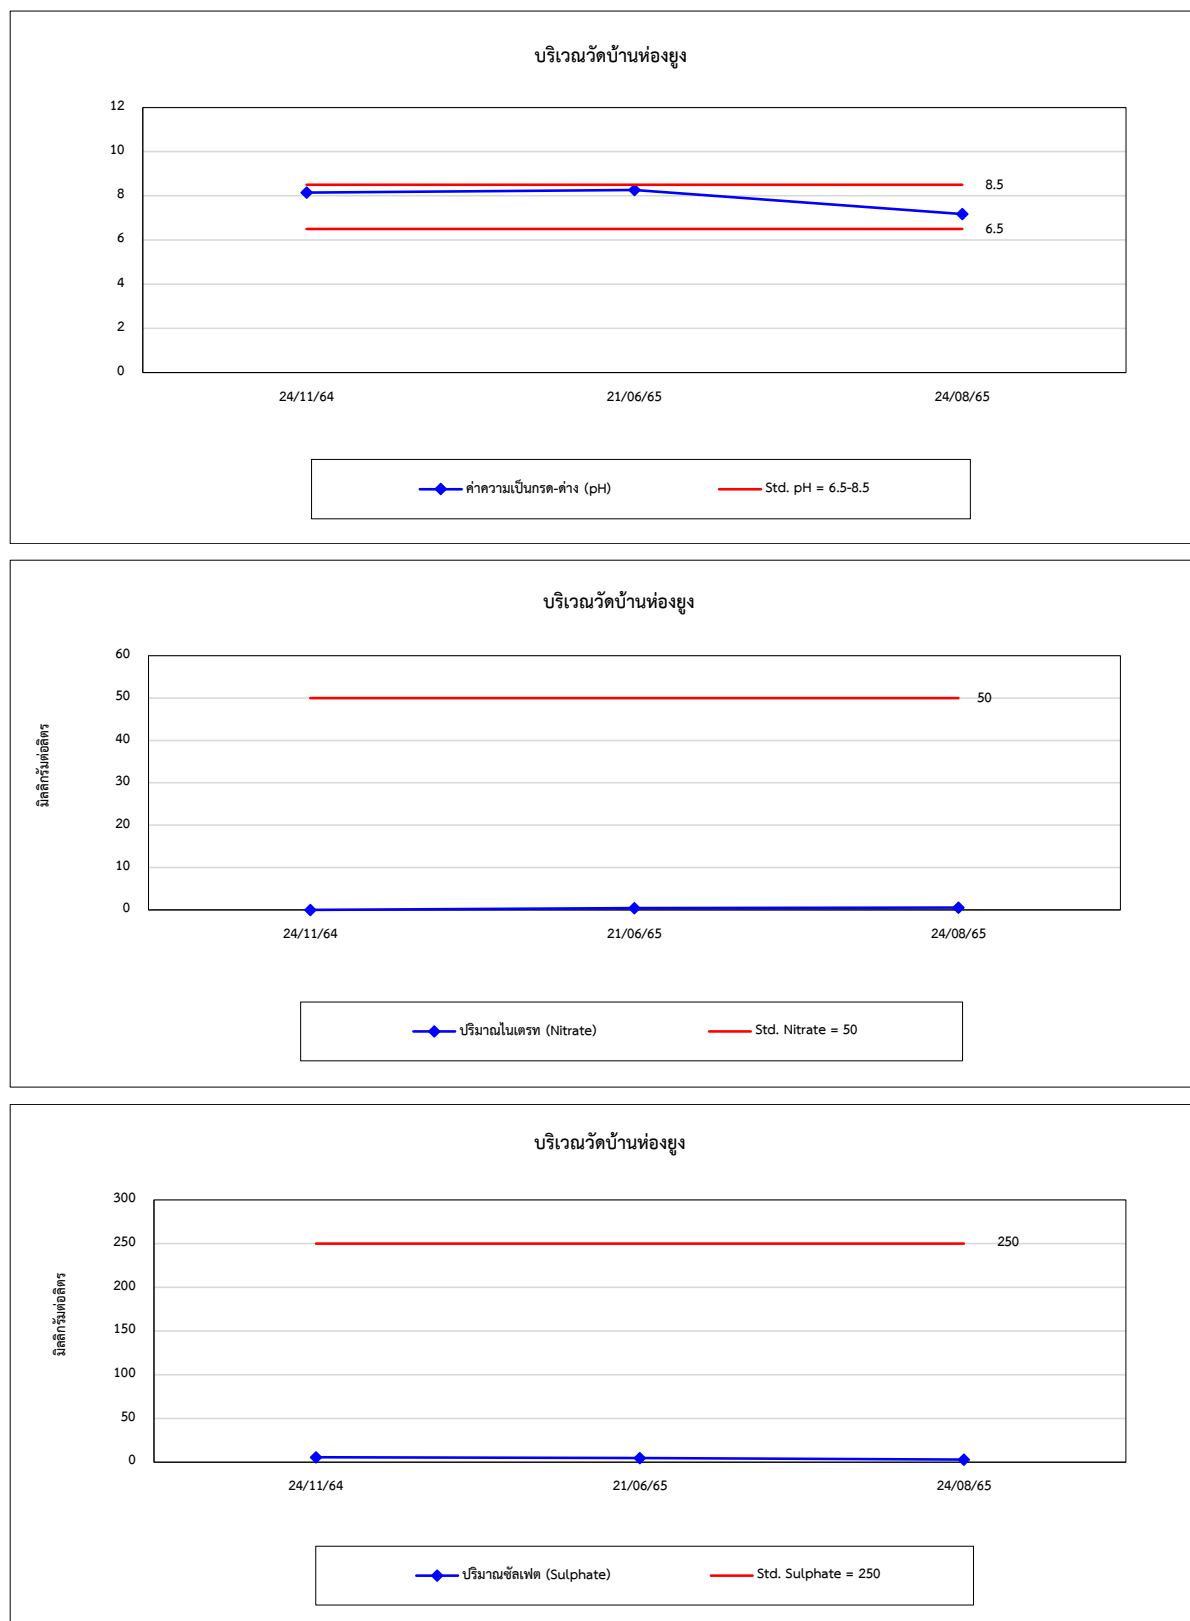 บริเวณวัดบ้านห่องยูง
12
10
8
6
4
2
0
8.5
6.5
24/11/64 21/06/65 24/08/65
ค่าความเป็นกรด-ด่าง (pH) Std. pH = 6.5-8.5
บริเวณวัดบ้านห่องยูง
มิลลิกรัมต่อลิตร
60
50
40
30
20
10
0
50
24/11/64 21/06/65 24/08/65
ปริมาณไนเตรท (Nitrate) Std. Nitrate = 50
บริเวณวัดบ้านห่องยูง
มิลลิกรัมต่อลิตร
300
250
200
150
100
50
0
250
24/11/64 21/06/65 24/08/65
ปริมาณซัลเฟต (Sulphate) Std. Sulphate = 250